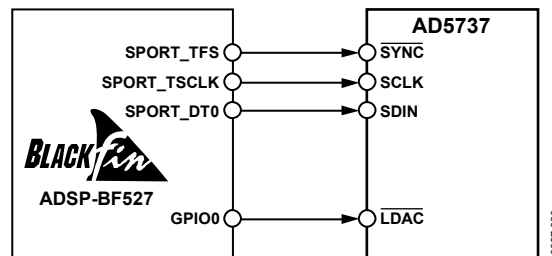 AD5737
SPORT_TFS
SYNC
SPORT_TSCLK
SCLK
SPORT_DT0
SDIN
BLACKfin
ADSP-BF527
GPIO0
LDAC